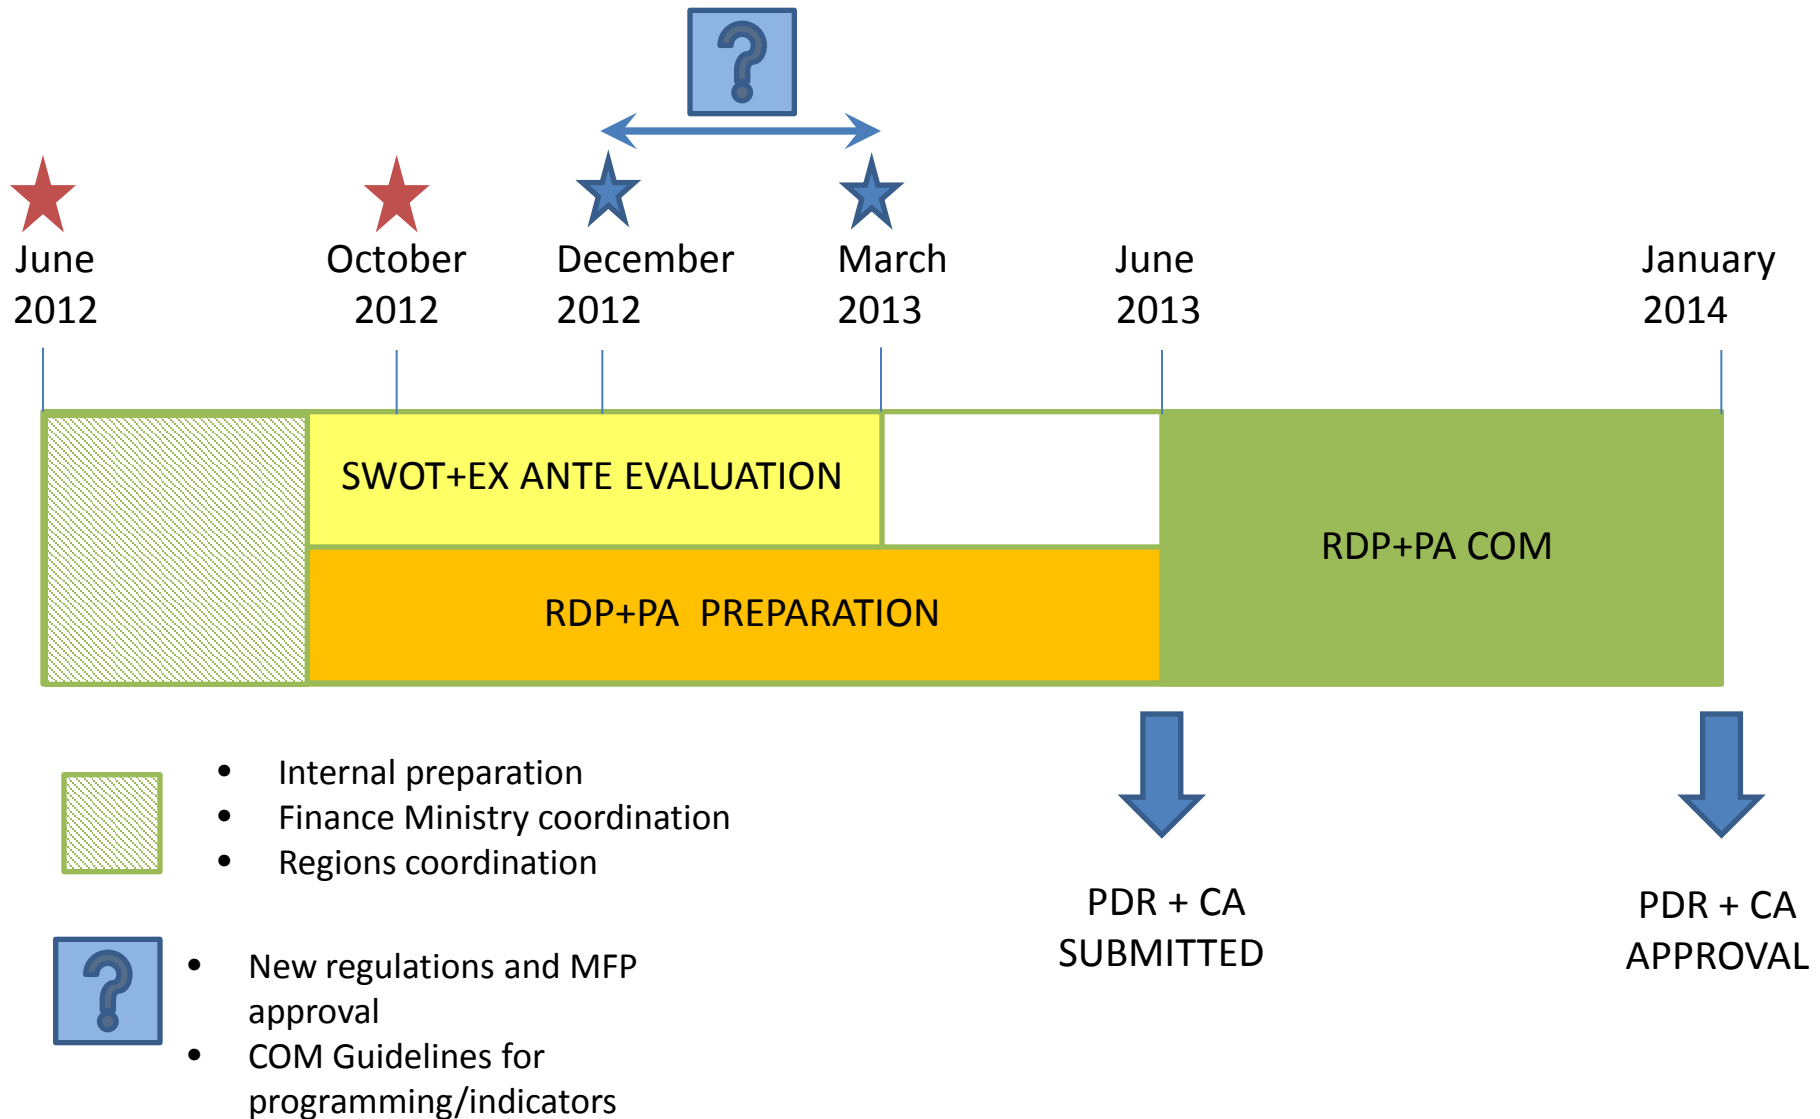 ?
June
2012
October
2012
December
2012
March
2013
June
2013
January
2014
SWOT+EX ANTE EVALUATION
RDP+PA PREPARATION
RDP+PA COM
• Internal preparation
• Finance Ministry coordination
• Regions coordination
?
• New regulations and MFP
approval
• COM Guidelines for
programming/indicators
PDR + CA
SUBMITTED
PDR + CA
APPROVAL